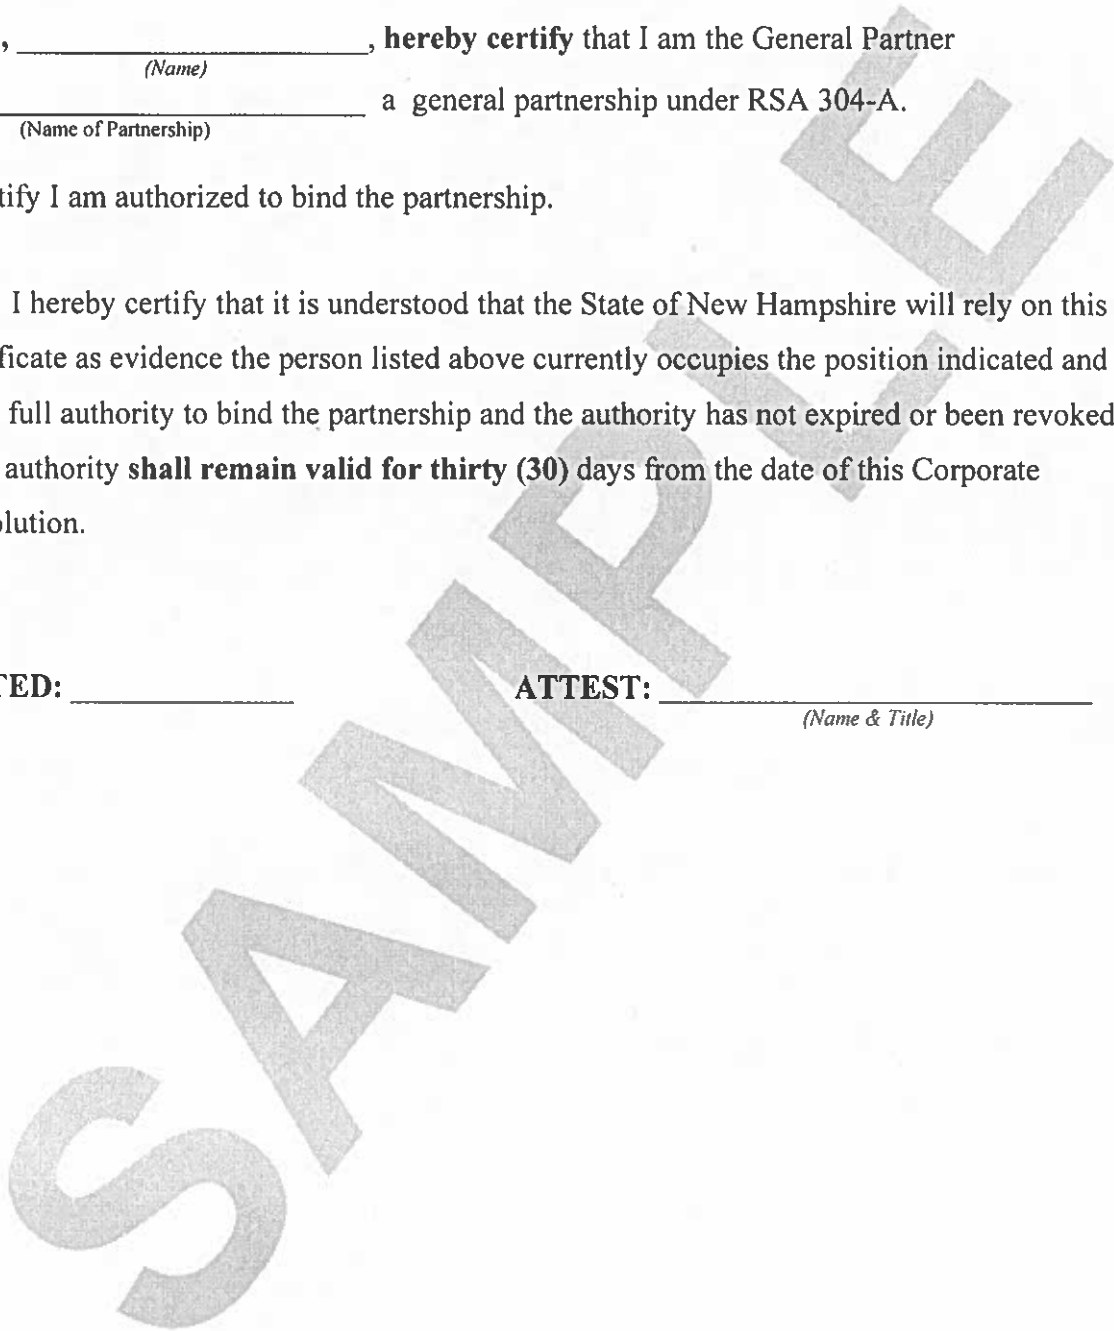 , ____________________, hereby certify that I am the General Partner
(Name)
____________________ a general partnership under RSA 304-A.
(Name of Partnership)
tify I am authorized to bind the partnership.
I hereby certify that it is understood that the State of New Hampshire will rely on this
ficate as evidence the person listed above currently occupies the position indicated and
full authority to bind the partnership and the authority has not expired or been revoked
authority shall remain valid for thirty (30) days from the date of this Corporate
lution.
TED: ____________ ATTEST: ____________________
(Name & Title)
SAMPLE